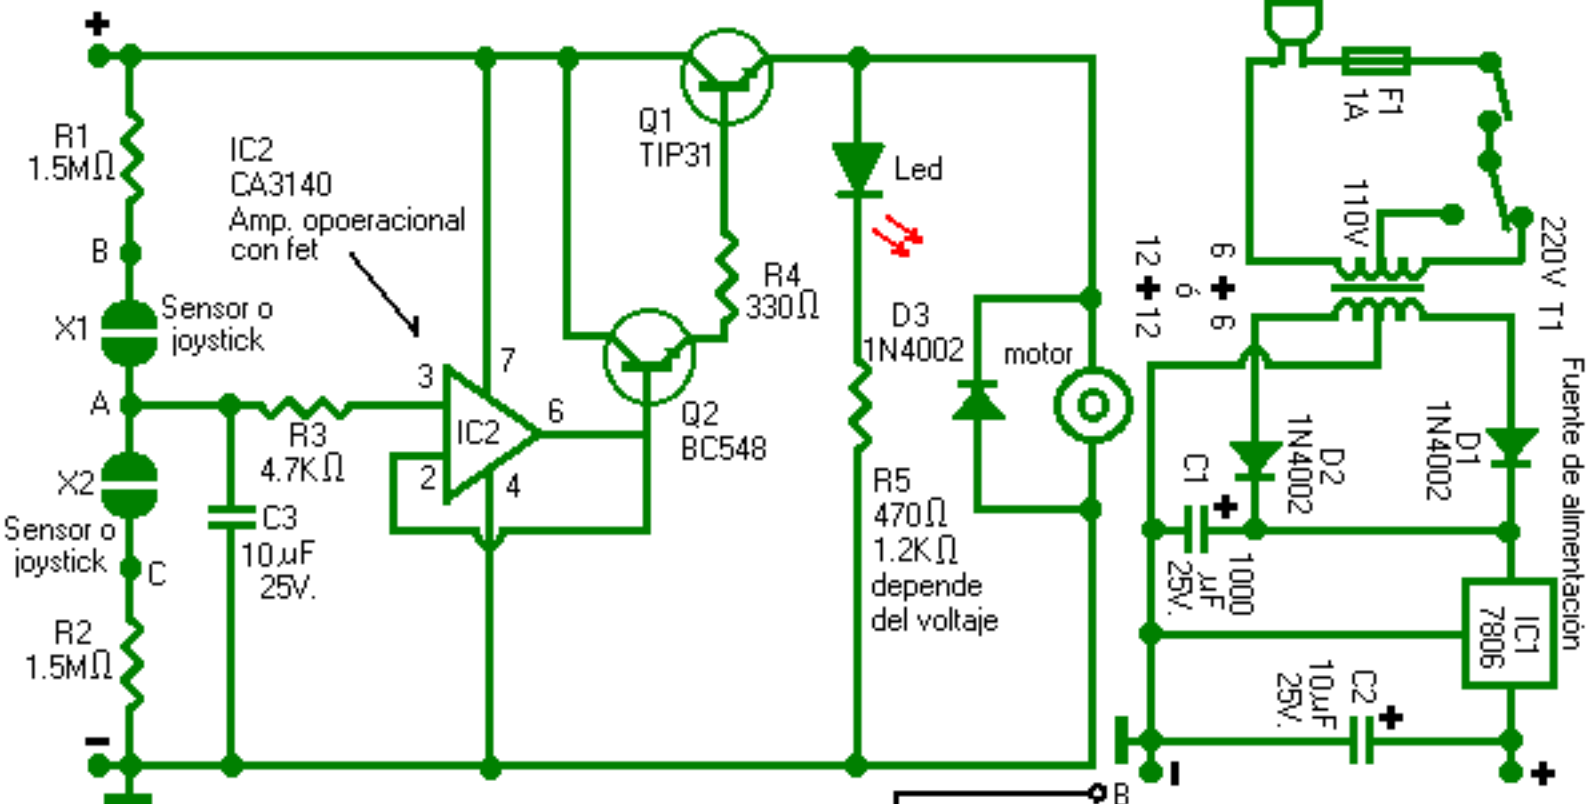 +
R1
1.5MΩ
B
X1
Sensor o
joystick
A
X2
Sensor o
joystick
C
R2
1.5MΩ
-
IC2
CA3140
Amp. opoeracional
con fet
R3
4.7KΩ
C3
10µF
25V.
3
2
7
6
4
IC2
Q1
TIP31
R4
330Ω
Q2
BC548
Led
D3
1N4002
motor
R5
470Ω
1.2KΩ
depende
del voltaje
F1
1A
110V
220V T1
6 + 6
ó
12 + 12
Fuente de alimentación
D1
1N4002
D2
1N4002
C1
+
1000
µF
25V.
IC1
7806
C2
+
10µF
25V.
-
+
B